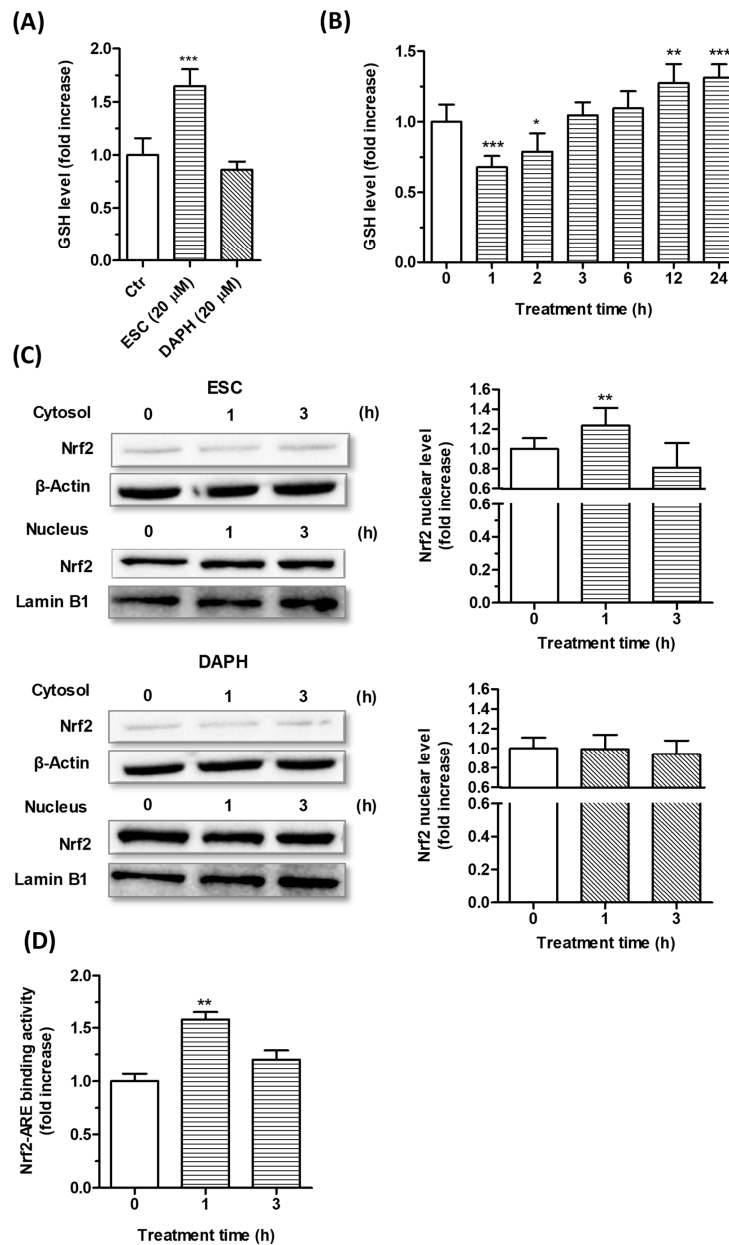 (A)
GSH level (fold increase)
2.0
1.5
1.0
0.5
0.0
***
Ctr
ESC (20 μM)
DAPH (20 μM)
(B)
GSH level (fold increase)
1.5
1.0
0.5
0.0
***
*
**
***
0 1 2 3 6 12 24
Treatment time (h)
(C)
ESC
Cytosol 0 1 3 (h)
Nrf2
β-Actin
Nucleus 0 1 3 (h)
Nrf2
Lamin B1
Nrf2 nuclear level
(fold increase)
1.6
1.4
1.2
1.0
0.8
0.6
0.6
0.4
0.2
0.0
**
0 1 3
Treatment time (h)
DAPH
Cytosol 0 1 3 (h)
Nrf2
β-Actin
Nucleus 0 1 3 (h)
Nrf2
Lamin B1
Nrf2 nuclear level
(fold increase)
1.6
1.4
1.2
1.0
0.8
0.6
0.6
0.4
0.2
0.0
0 1 3
Treatment time (h)
(D)
Nrf2-ARE binding activity
(fold increase)
2.0
1.5
1.0
0.5
0.0
**
0 1 3
Treatment time (h)